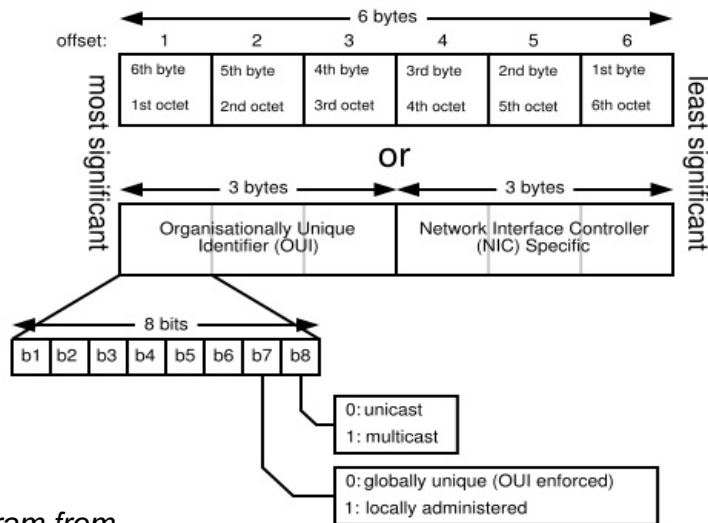 6 bytes
offset: 1 2 3 4 5 6
6th byte 5th byte 4th byte 3rd byte 2nd byte 1st byte
1st octet 2nd octet 3rd octet 4th octet 5th octet 6th octet
most significant
least significant
or
3 bytes 3 bytes
Organisationally Unique
Identifier (OUI)
Network Interface Controller
(NIC) Specific
8 bits
b1 b2 b3 b4 b5 b6 b7 b8
0: unicast
1: multicast
0: globally unique (OUI enforced)
1: locally administered
from